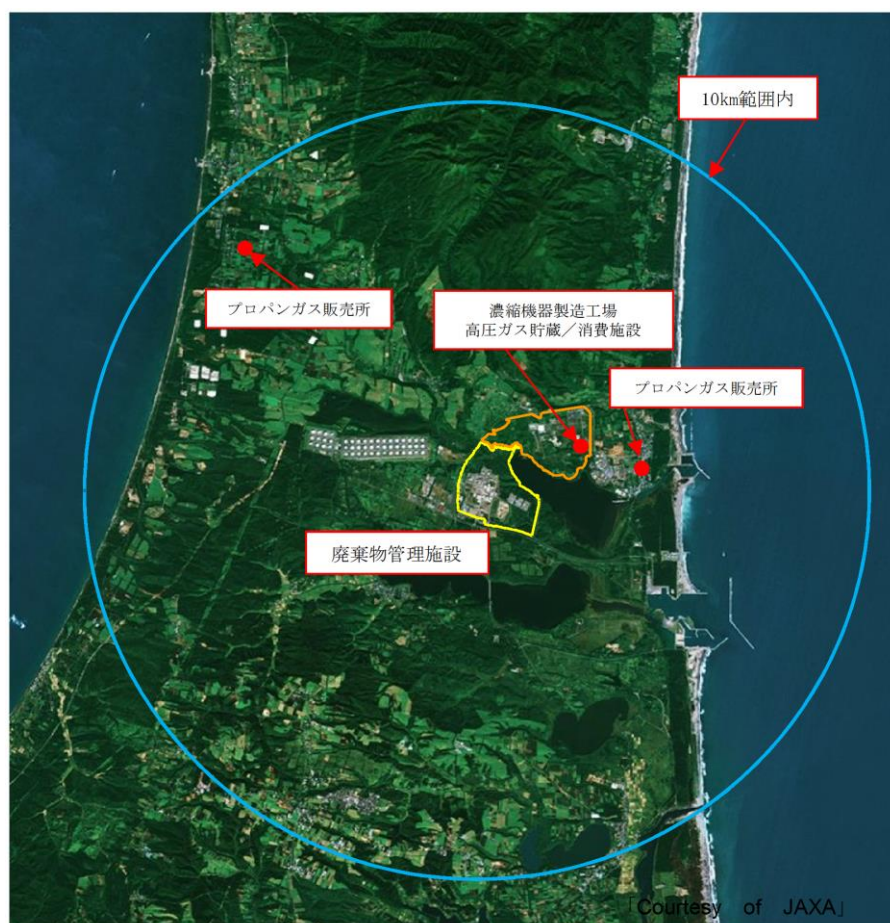 10km範囲内
プロパンガス販売所
濃縮機器製造工場
高圧ガス貯蔵／消費施設
プロパンガス販売所
廃棄物管理施設
「Courtesy of JAXA」